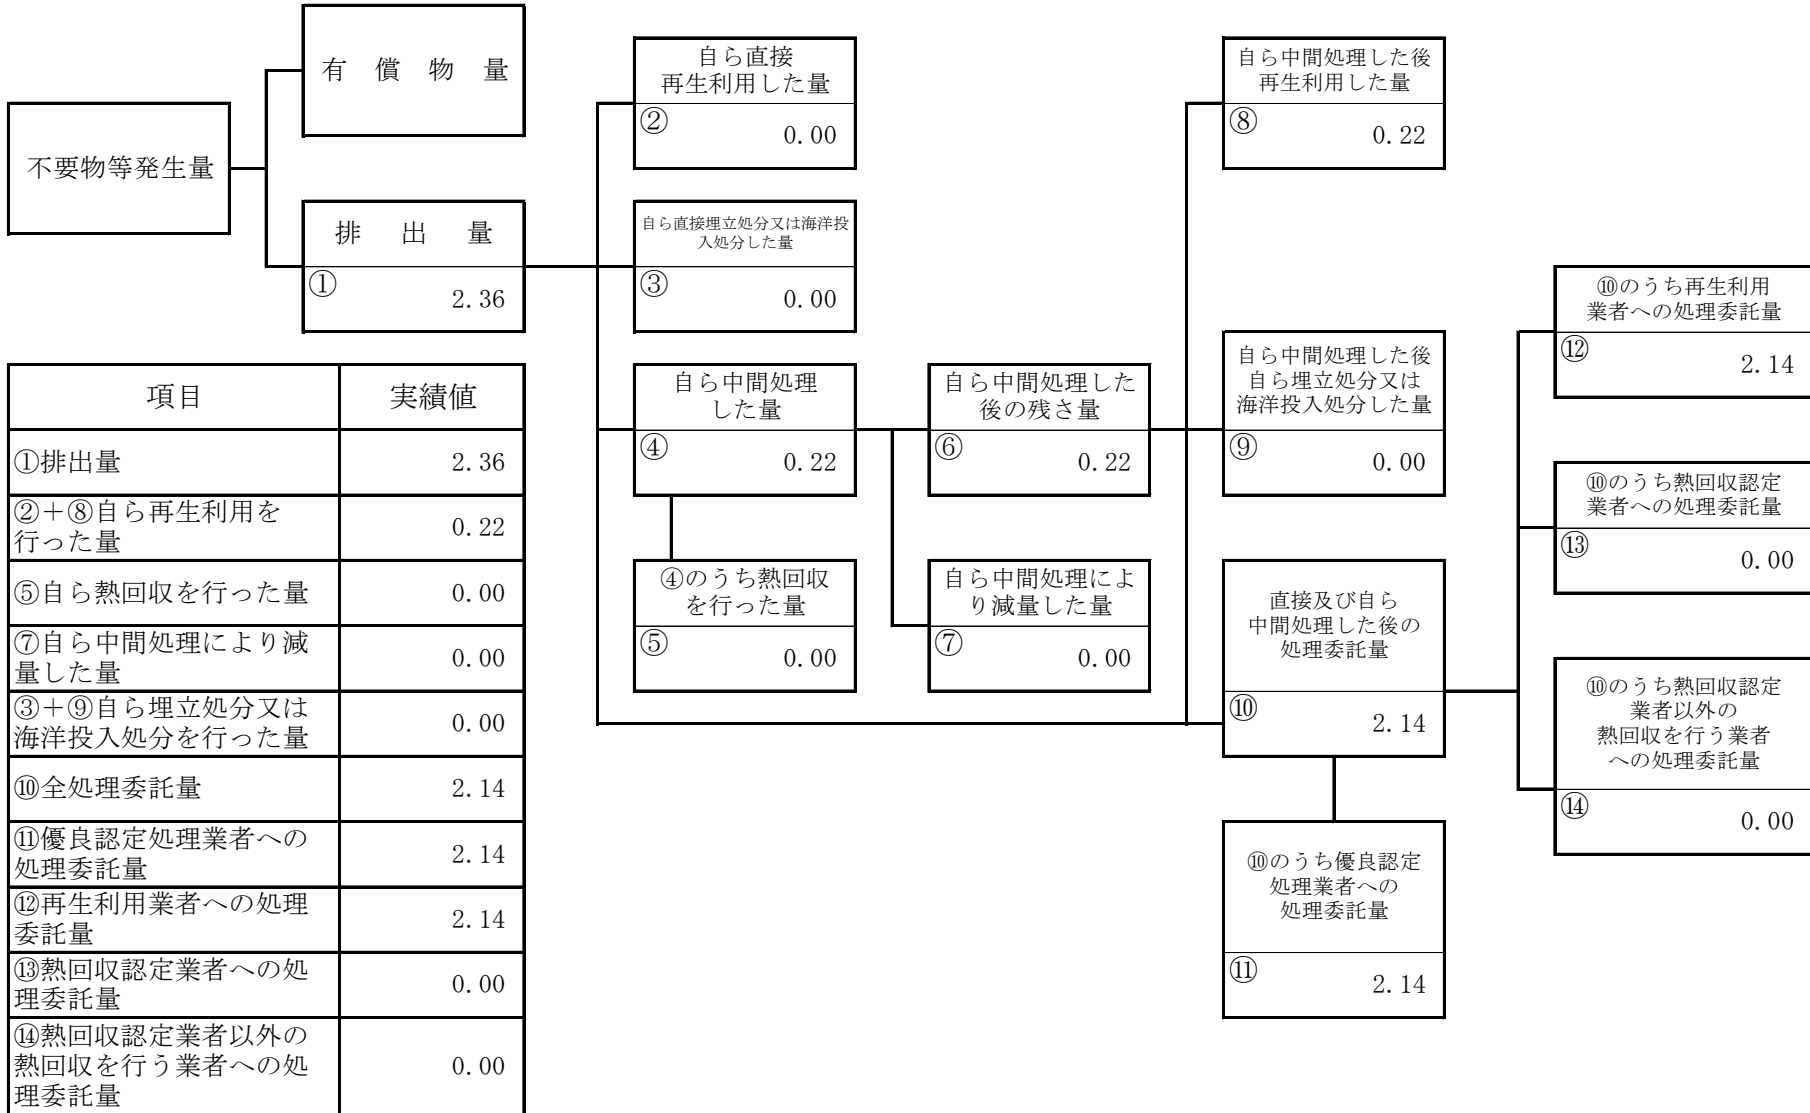 不要物等発生量
有償物量
排出量
①
2.36
自ら直接
再生利用した量
②
0.00
自ら直接埋立処分又は海洋投
入処分した量
③
0.00
自ら中間処理
した量
④
0.22
④のうち熱回収
を行った量
⑤
0.00
自ら中間処理した
後の残さ量
⑥
0.22
自ら中間処理によ
り減量した量
⑦
0.00
自ら中間処理した後
再生利用した量
⑧
0.22
自ら中間処理した後
自ら埋立処分又は
海洋投入処分した量
⑨
0.00
直接及び自ら
中間処理した後の
処理委託量
⑩
2.14
⑩のうち優良認定
処理業者への
処理委託量
⑪
2.14
⑩のうち再生利用
業者への処理委託量
⑫
2.14
⑩のうち熱回収認定
業者への処理委託量
⑬
0.00
⑩のうち熱回収認定
業者以外の
熱回収を行う業者
への処理委託量
⑭
0.00
項目 実績値
①排出量 2.36
②＋⑧自ら再生利用を
行った量 0.22
⑤自ら熱回収を行った量 0.00
⑦自ら中間処理により減
量した量 0.00
③＋⑨自ら埋立処分又は
海洋投入処分を行った量 0.00
⑩全処理委託量 2.14
⑪優良認定処理業者への
処理委託量 2.14
⑫再生利用業者への処理
委託量 2.14
⑬熱回収認定業者への処
理委託量 0.00
⑭熱回収認定業者以外の
熱回収を行う業者への処
理委託量 0.00